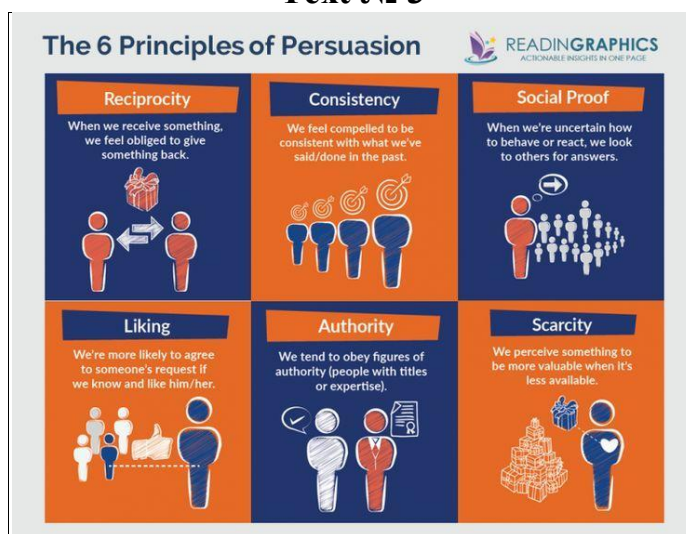 Text № 3
The 6 Principles of Persuasion
READINGRAPHICS
ACTIONABLE INSIGHTS IN ONE PAGE
Reciprocity
When we receive something,
we feel obliged to give
something back.
Consistency
We feel compelled to be
consistent with what we've
said/done in the past.
Social Proof
When we're uncertain how
to behave or react, we look
to others for answers.
Liking
We're more likely to agree
to someone's request if
we know and like him/her.
Authority
We tend to obey figures of
authority (people with titles
or expertise).
Scarcity
We perceive something to
be more valuable when it's
less available.